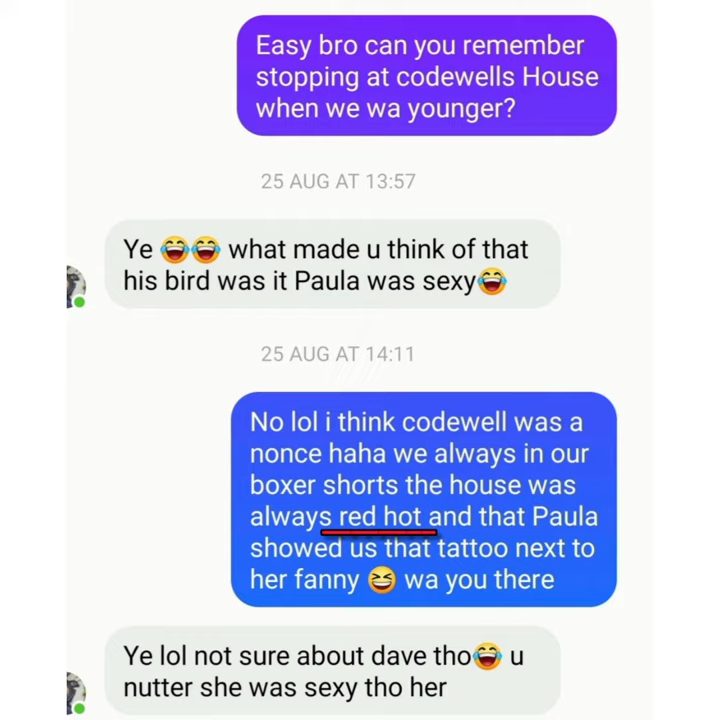 Easy bro can you remember
stopping at codewells House
when we wa younger?
25 AUG AT 13:57
Ye 😂😂 what made u think of that
his bird was it Paula was sexy😂
25 AUG AT 14:11
No lol i think codewell was a
nonce haha we always in our
boxer shorts the house was
always red hot and that Paula
showed us that tattoo next to
her fanny 😆 wa you there
Ye lol not sure about dave tho😂 u
nutter she was sexy tho her